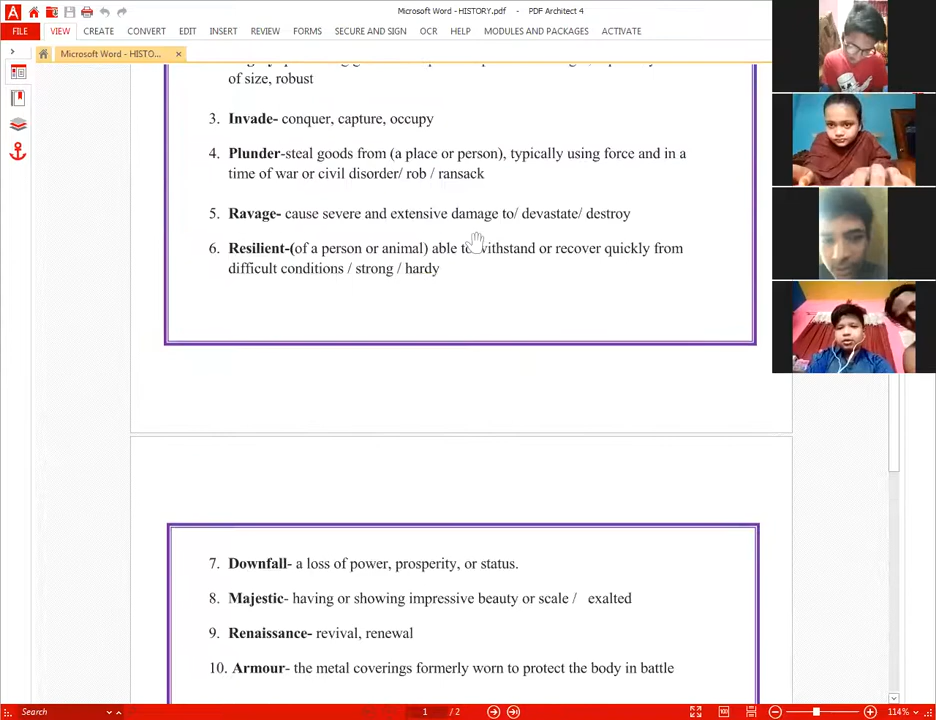 Microsoft Word - HISTORY.pdf - PDF Architect 4
FILE VIEW CREATE CONVERT EDIT INSERT REVIEW FORMS SECURE AND SIGN OCR HELP MODULES AND PACKAGES ACTIVATE
Microsoft Word - HISTO... ×
of size, robust
3. Invade- conquer, capture, occupy
4. Plunder-steal goods from (a place or person), typically using force and in a
time of war or civil disorder/ rob / ransack
5. Ravage- cause severe and extensive damage to/ devastate/ destroy
6. Resilient-(of a person or animal) able to withstand or recover quickly from
difficult conditions / strong / hardy
7. Downfall- a loss of power, prosperity, or status.
8. Majestic- having or showing impressive beauty or scale / exalted
9. Renaissance- revival, renewal
10. Armour- the metal coverings formerly worn to protect the body in battle
Search 1 / 2 114%